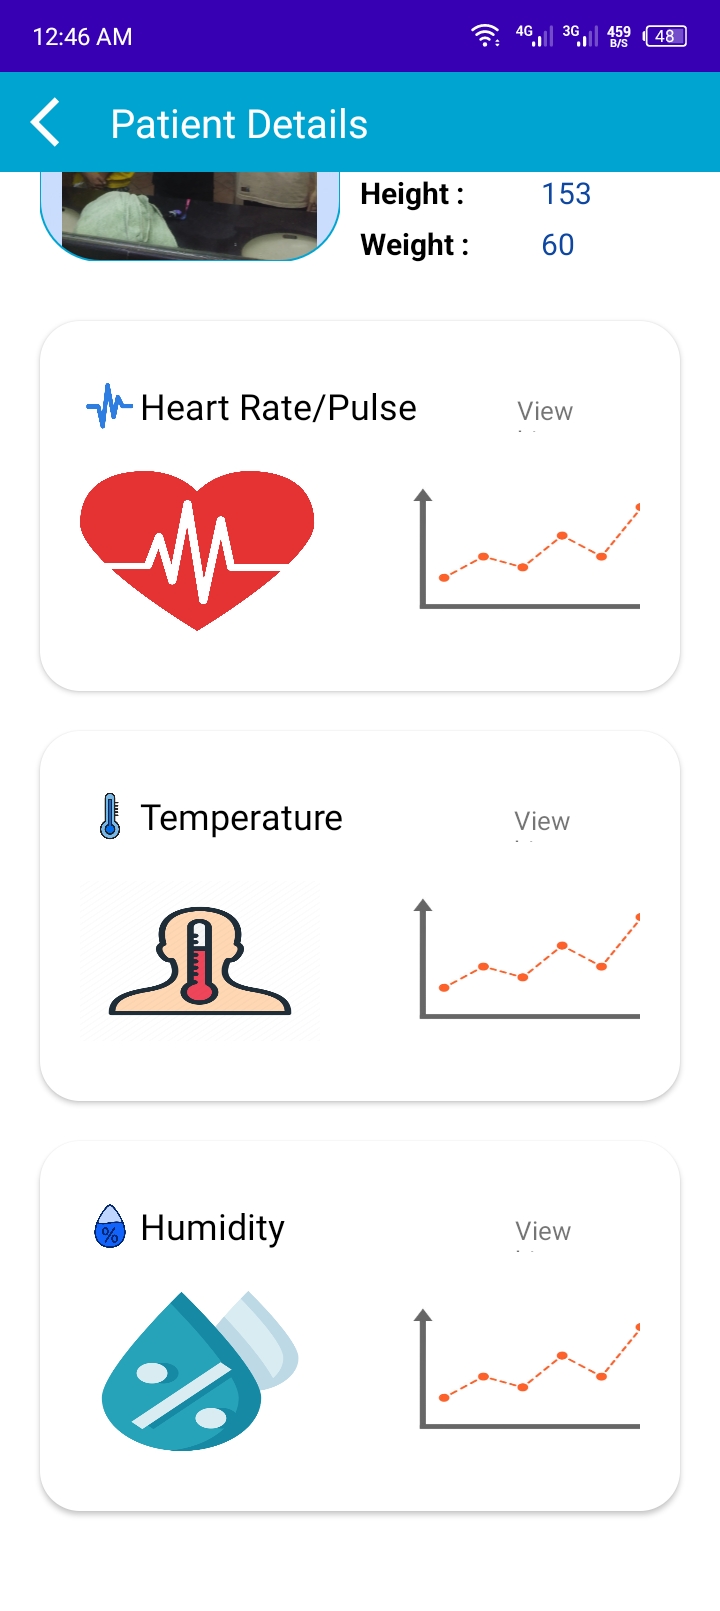 12:46 AM 4G 3G 459 B/S 48
Patient Details
Height : 153
Weight : 60
Heart Rate/Pulse View
Temperature View
% Humidity View